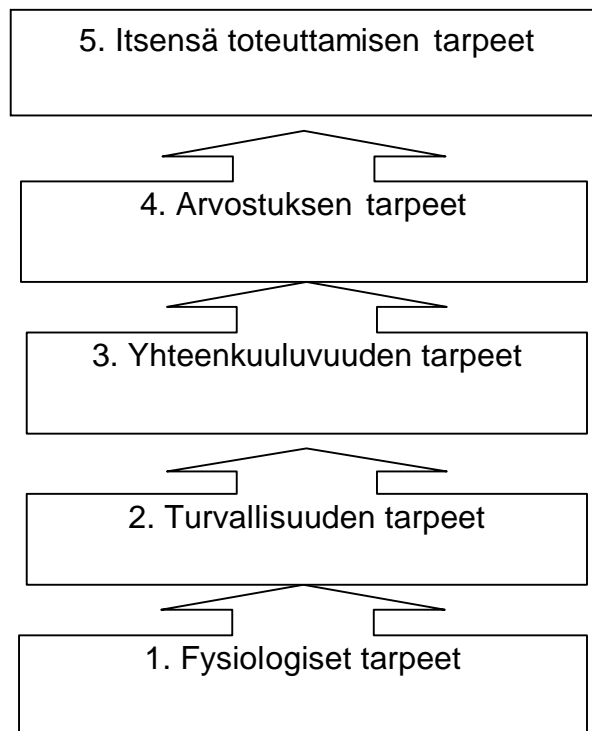 5. Itsensä toteuttamisen tarpeet
4. Arvostuksen tarpeet
3. Yhteenkuuluvuuden tarpeet
2. Turvallisuuden tarpeet
1. Fysiologiset tarpeet